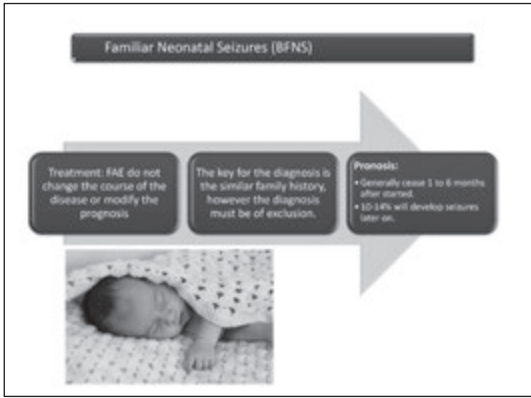 Familiar Neonatal Seizures (BFNS)
Treatment: FAE do not
change the course of the
disease or modify the
prognosis
The key for the diagnosis is
the similar family history,
however the diagnosis
must be of exclusion.
Pronosis:
• Generally cease 1 to 6 months
after started.
• 10-14% will develop seizures
later on.